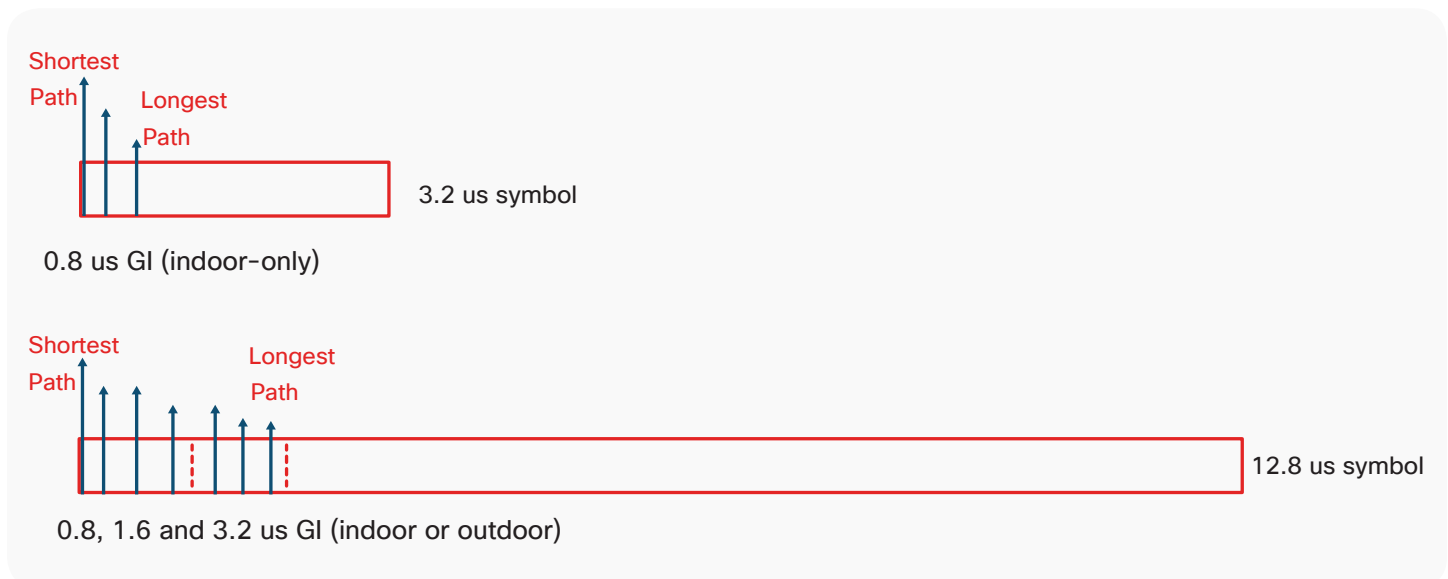 Shortest
Path
Longest
Path
3.2 us symbol
0.8 us GI (indoor-only)
Shortest
Path
Longest
Path
12.8 us symbol
0.8, 1.6 and 3.2 us GI (indoor or outdoor)